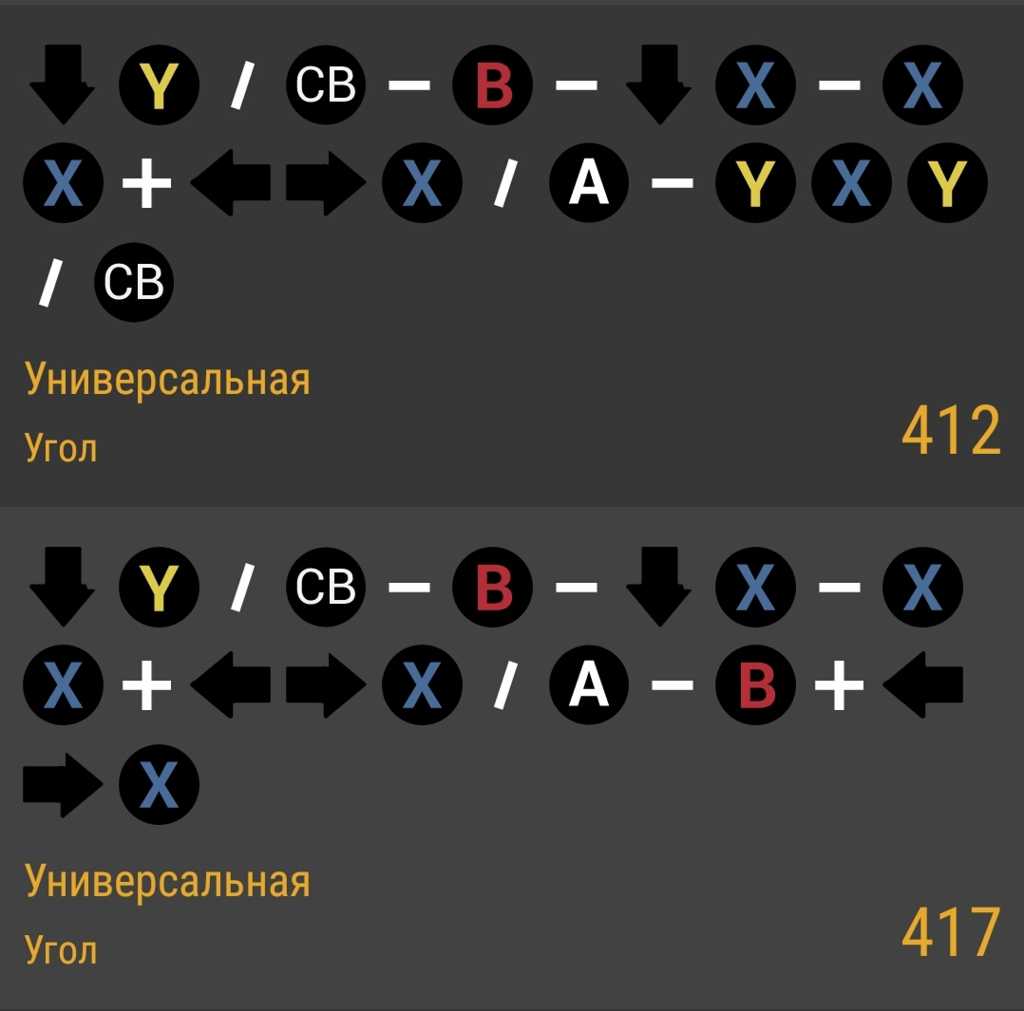 ↓ Y / CB - B - ↓ X - X
X + ← → X / A - Y X Y
/ CB
Универсальная
Угол
412
↓ Y / CB - B - ↓ X - X
X + ← → X / A - B + ←
→ X
Универсальная
Угол
417